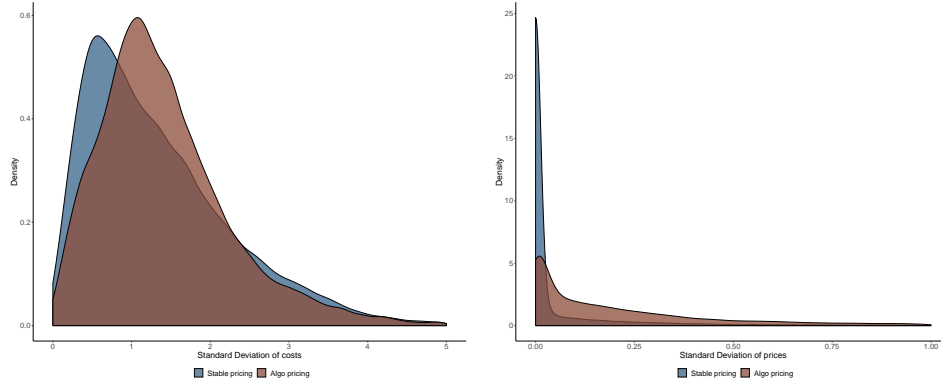 0.6
0.4
0.2
0.0
Density
0 1 2 3 4 5
Standard Deviation of costs
Stable pricing Algo pricing
25
20
15
10
5
0
Density
0.00 0.25 0.50 0.75 1.00
Standard Deviation of prices
Stable pricing Algo pricing